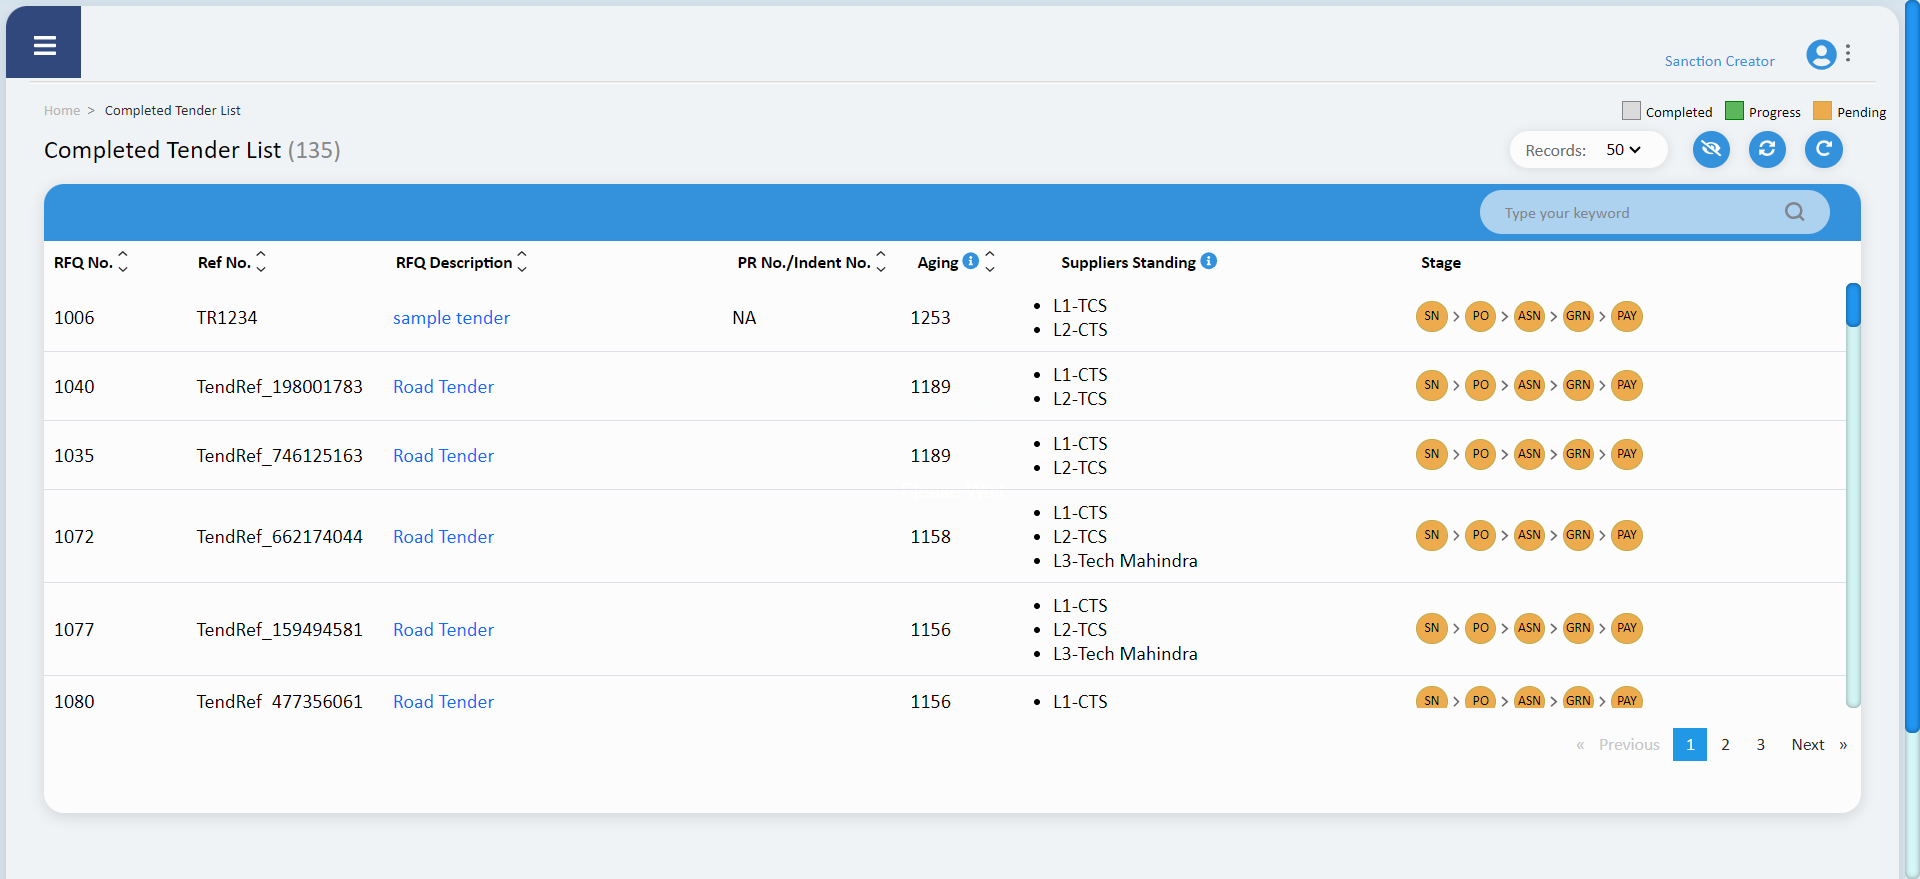 Sanction Creator
Home > Completed Tender List
Completed Progress Pending
Completed Tender List (135)
Records: 50
Type your keyword
RFQ No. Ref No. RFQ Description PR No./Indent No. Aging Suppliers Standing Stage
1006 TR1234 sample tender NA 1253 L1-TCS SN > PO > ASN > GRN > PAY
L2-CTS
1040 TendRef_198001783 Road Tender 1189 L1-CTS SN > PO > ASN > GRN > PAY
L2-TCS
1035 TendRef_746125163 Road Tender 1189 L1-CTS SN > PO > ASN > GRN > PAY
L2-TCS
L1-CTS
1072 TendRef_662174044 Road Tender 1158 L2-TCS SN > PO > ASN > GRN > PAY
L3-Tech Mahindra
L1-CTS
1077 TendRef_159494581 Road Tender 1156 L2-TCS SN > PO > ASN > GRN > PAY
L3-Tech Mahindra
1080 TendRef_477356061 Road Tender 1156 L1-CTS SN > PO > ASN > GRN > PAY
« Previous 1 2 3 Next »